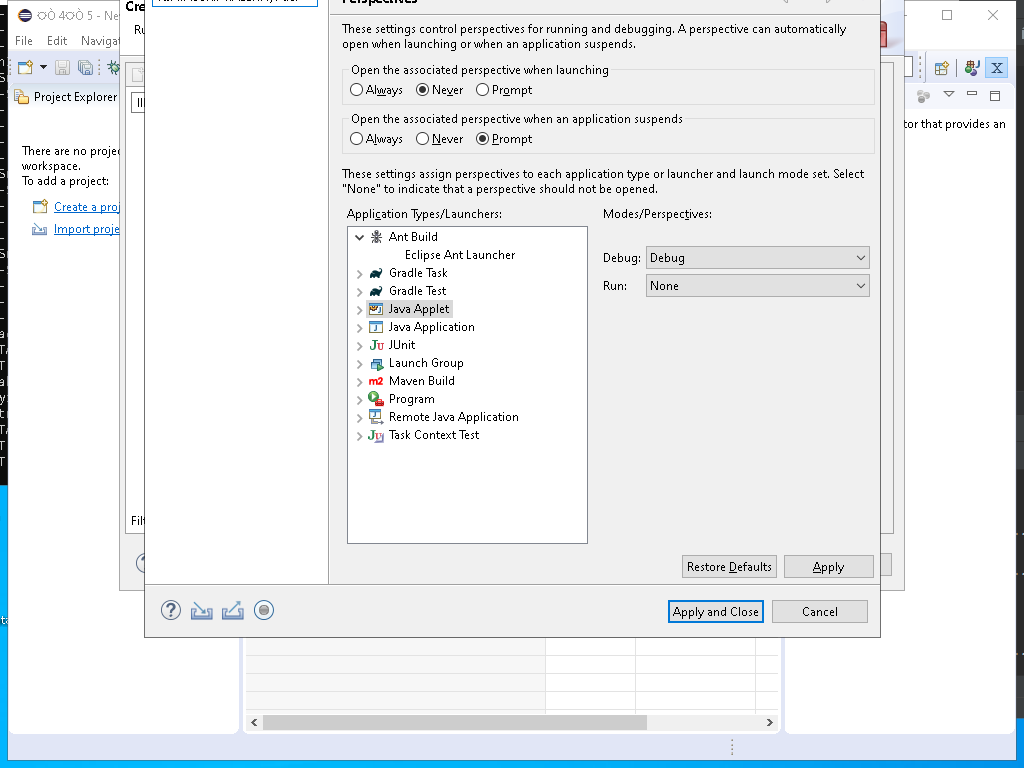 Cre
File Edit Navigat
Ru
Project Explorer
There are no proje
workspace.
To add a project:
Create a proj
Import proje
Filt
Perspectives
These settings control perspectives for running and debugging. A perspective can automatically
open when launching or when an application suspends.
Open the associated perspective when launching
Always Never Prompt
Open the associated perspective when an application suspends
Always Never Prompt
These settings assign perspectives to each application type or launcher and launch mode set. Select
"None" to indicate that a perspective should not be opened.
Application Types/Launchers:
Modes/Perspectives:
Ant Build
Eclipse Ant Launcher
Gradle Task
Gradle Test
Java Applet
Java Application
JUnit
Launch Group
Maven Build
Program
Remote Java Application
Task Context Test
Debug: Debug
Run: None
Restore Defaults Apply
Apply and Close Cancel
tor that provides an